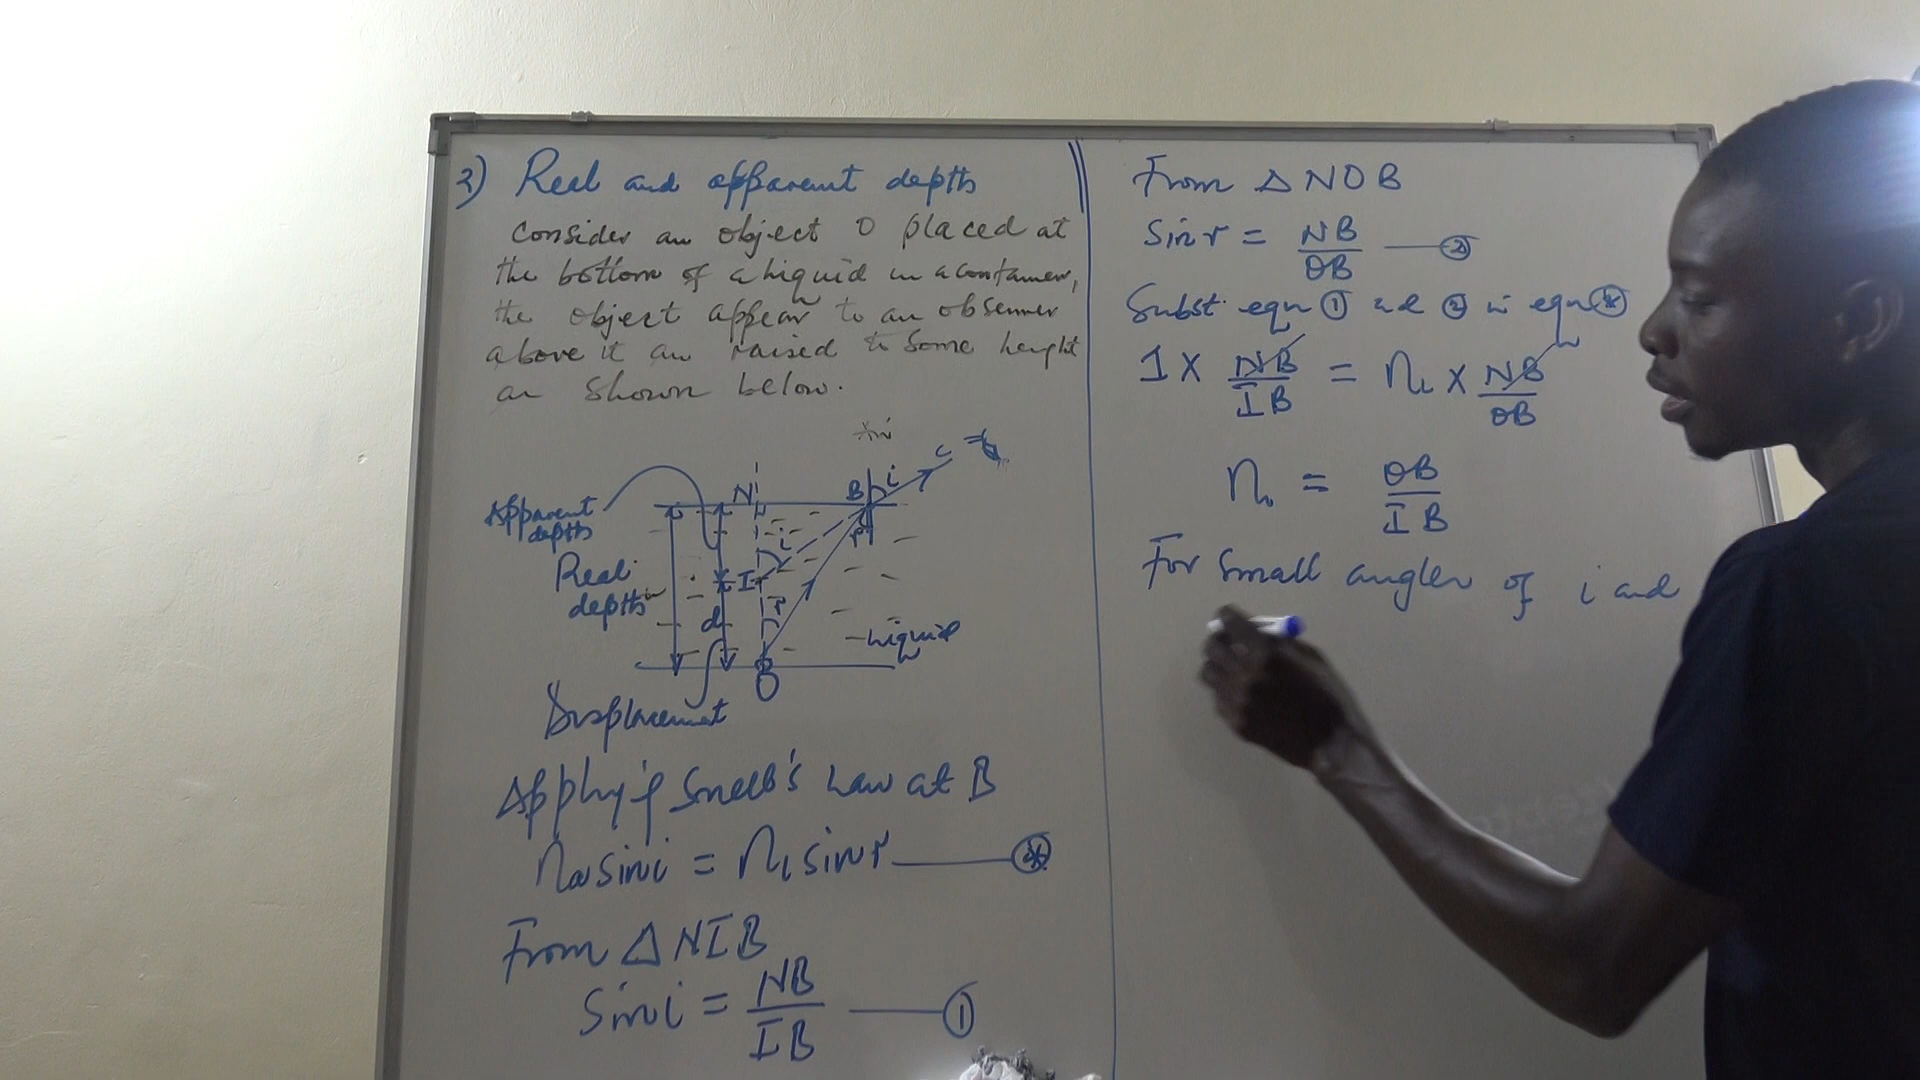 3) Real and apparent depth
Consider an object O placed at
the bottom of a liquid in a container,
the object appear to an observer
above it as raised to some height
as shown below.
Air
C
i
B
N
r
Apparent
depth
i
I
Real
depth
d
r
Liquid
O
Displacement
Applying Snell's Law at B
na sin i = nL sin r ——— (*)
From Δ NIB
Sin i = NB/IB ——— (1)
From Δ NOB
Sin r = NB/OB ——— (2)
Subst. eqn (1) and (2) in eqn (*)
1 x NB/IB = nL x NB/OB
nL = OB/IB
For small angles of i and